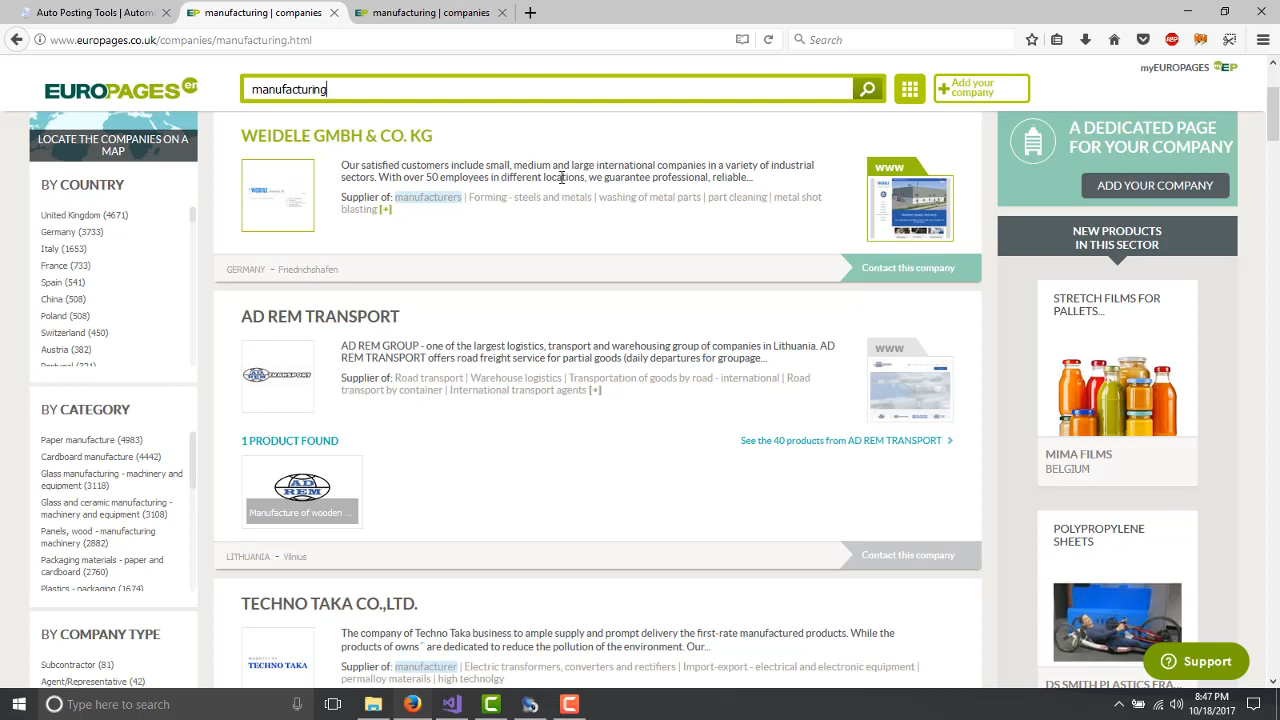 Auto Posting Tools | Autom
EP manufacturing - companies
EP manufacturing - companies
www.europages.co.uk/companies/manufacturing.html
Search
ABP
myEUROPAGES EP
EUROPAGES en
manufacturing
Add your
company
LOCATE THE COMPANIES ON A
MAP
BY COUNTRY
United Kingdom (4671)
Germany (3733)
Italy (1653)
France (733)
Spain (541)
China (508)
Poland (508)
Switzerland (450)
Austria (382)
Portugal (321)
BY CATEGORY
Paper manufacture (4983)
Cardboard manufacture (4442)
Glass manufacturing - machinery and
equipment (3118)
Glass and ceramic manufacturing -
machinery and equipment (3108)
Panels, wood - manufacturing
machinery (2882)
Packaging materials - paper and
cardboard (2760)
Plastics - packaging (1674)
BY COMPANY TYPE
Subcontractor (81)
Agent/Representative (42)
WEIDELE GMBH & CO. KG
Our satisfied customers include small, medium and large international companies in a variety of industrial
sectors. With over 50 employees in different locations, we guarantee professional, reliable...
Supplier of: manufacturers | Forming - steels and metals | washing of metal parts | part cleaning | metal shot
blasting [+]
www
GERMANY - Friedrichshafen
Contact this company
AD REM TRANSPORT
AD REM GROUP - one of the largest logistics, transport and warehousing group of companies in Lithuania. AD
REM TRANSPORT offers road freight service for partial goods (daily departures for groupage...
Supplier of: Road transport | Warehouse logistics | Transportation of goods by road - international | Road
transport by container | International transport agents [+]
www
1 PRODUCT FOUND
See the 40 products from AD REM TRANSPORT
AD
REM
Manufacture of wooden ...
LITHUANIA - Vilnius
Contact this company
TECHNO TAKA CO.,LTD.
TECHNO TAKA
The company of Techno Taka business to ample supply and prompt delivery the first-rate manufactured products. While the
products of owns` are dedicated to reduce the pollution of the environment. Our...
Supplier of: manufacturer | Electric transformers, converters and rectifiers | Import-export - electrical and electronic equipment |
permalloy materails | high technolgy
A DEDICATED PAGE
FOR YOUR COMPANY
ADD YOUR COMPANY
NEW PRODUCTS
IN THIS SECTOR
STRETCH FILMS FOR
PALLETS...
MIMA FILMS
BELGIUM
POLYPROPYLENE
SHEETS
DS SMITH PLASTICS FRA...
Support
Type here to search
8:47 PM
10/18/2017